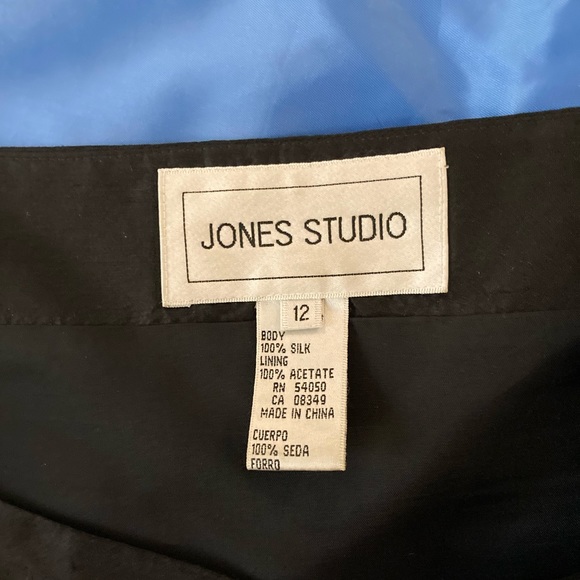 JONES STUDIO
12
BODY
100% SILK
LINING
100% ACETATE
RN 54050
CA 08349
MADE IN CHINA
CUERPO
100% SEDA
FORRO